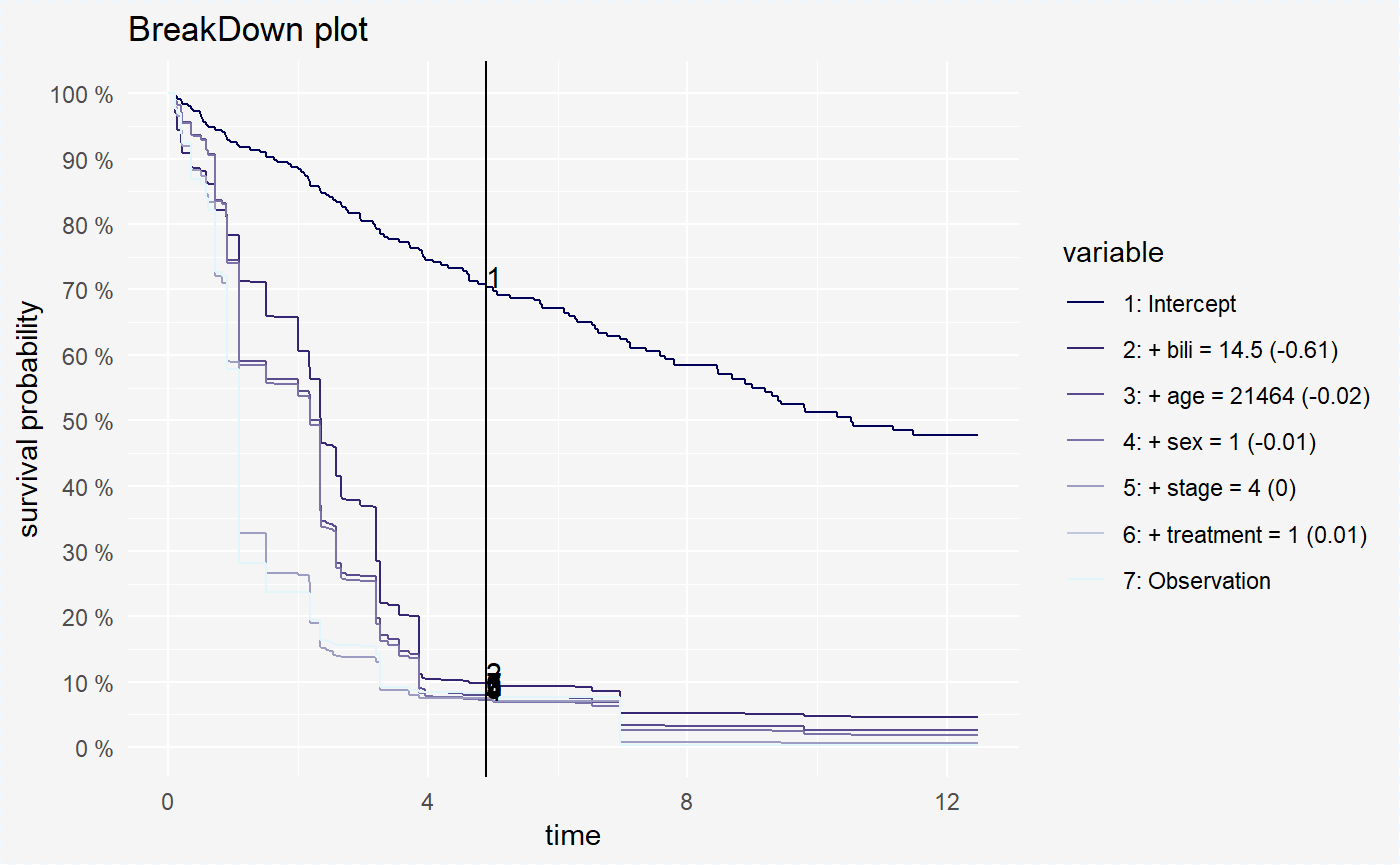 BreakDown plot
survival probability
100 %
90 %
80 %
70 %
60 %
50 %
40 %
30 %
20 %
10 %
0 %
1
2
0
4
8
12
time
variable
1: Intercept
2: + bili = 14.5 (-0.61)
3: + age = 21464 (-0.02)
4: + sex = 1 (-0.01)
5: + stage = 4 (0)
6: + treatment = 1 (0.01)
7: Observation